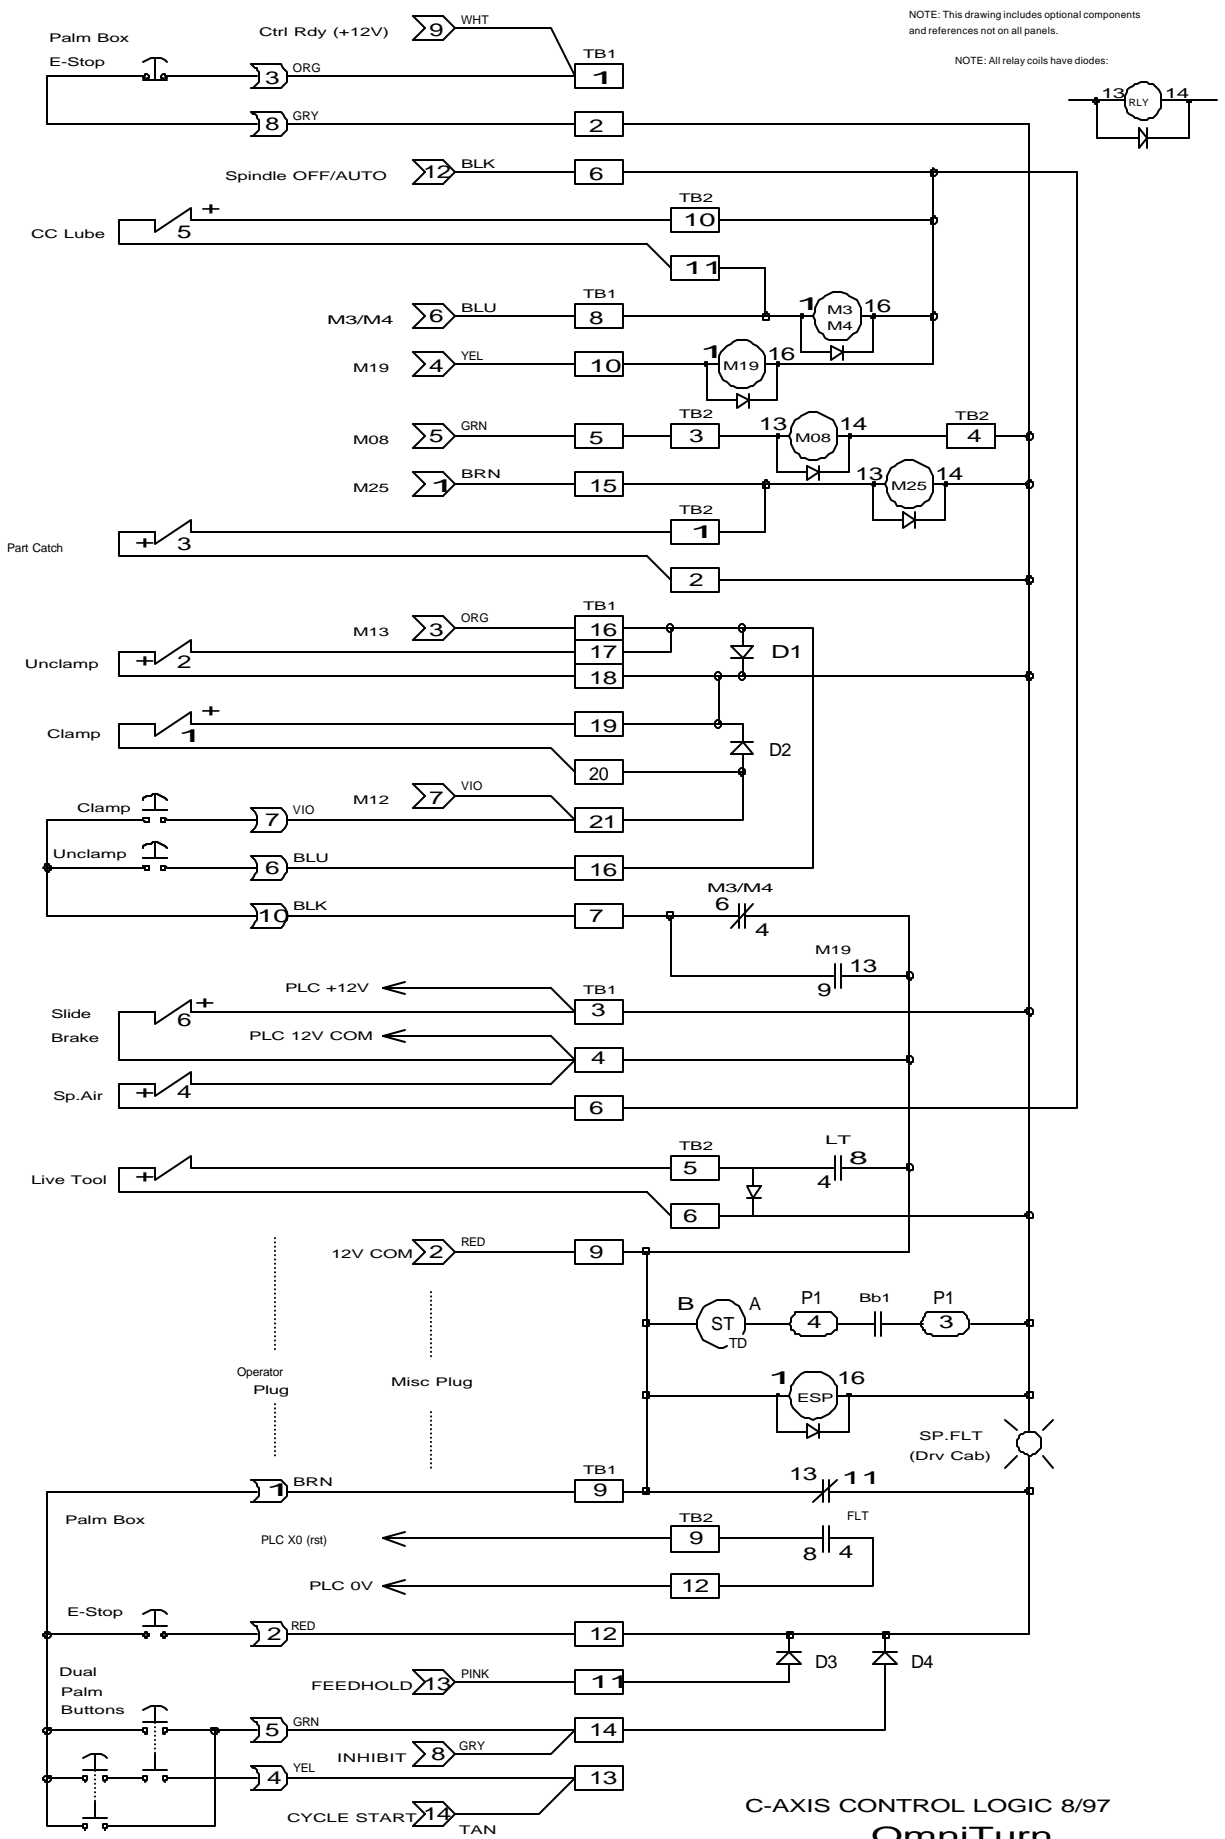 NOTE: This drawing includes optional components
and references not on all panels.
NOTE: All relay coils have diodes:
13 RLY 14
Ctrl Rdy (+12V) 9 WHT
Palm Box
E-Stop 3 ORG TB1 1
8 GRY 2
Spindle OFF/AUTO 12 BLK 6
CC Lube + 5 TB2 10
11
M3/M4 6 BLU TB1 8 1 M3 M4 16
M19 4 YEL 10 1 M19 16
M08 5 GRN 5 TB2 3 13 M08 14 TB2 4
M25 1 BRN 15 13 M25 14
Part Catch + 3 TB2 1
2
M13 3 ORG TB1 16
Unclamp + 2 17 D1
18
Clamp 1 + 19
20 D2
M12 7 VIO
Clamp 7 VIO 21
Unclamp 6 BLU 16
10 BLK 7 M3/M4 6 4
M19 9 13
PLC +12V
Slide
Brake 6 + TB1 3
PLC 12V COM 4
Sp.Air + 4
6
Live Tool + TB2 5 LT 4 8
6
12V COM 2 RED 9
B ST TD A P1 4 Bb1 P1 3
Operator
Plug
Misc Plug
1 ESP 16
SP.FLT
(Drv Cab)
1 BRN TB1 9 13 11
Palm Box
PLC X0 (rst) TB2 9 FLT 8 4
PLC 0V 12
E-Stop 2 RED 12
D3 D4
FEEDHOLD 13 PINK 11
Dual
Palm
Buttons
5 GRN 14
INHIBIT 8 GRY
4 YEL 13
CYCLE START 14 TAN
C-AXIS CONTROL LOGIC 8/97
OmniTurn